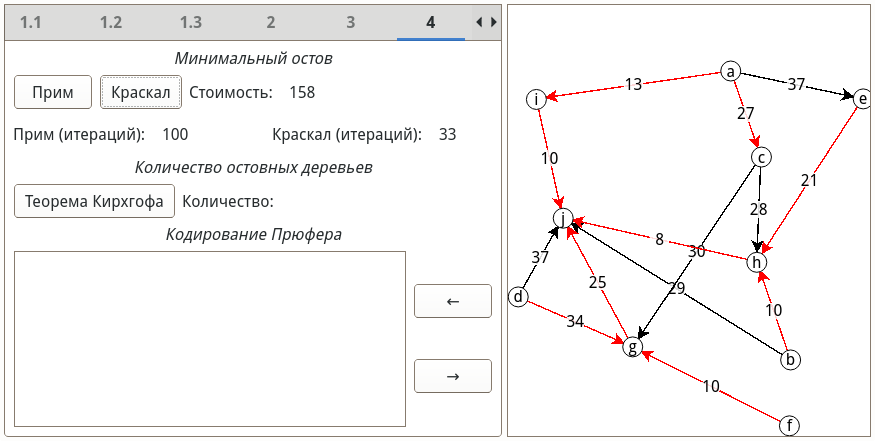 1.1 1.2 1.3 2 3 4
Минимальный остов
Прим Краскал Стоимость: 158
Прим (итераций): 100 Краскал (итераций): 33
Количество остовных деревьев
Теорема Кирхгофа Количество:
Кодирование Прюфера
←
→
a
13 37
i e
27
10 c
21
28
j
8
30
h
37
25 29
d
10
34
g
b
10
f